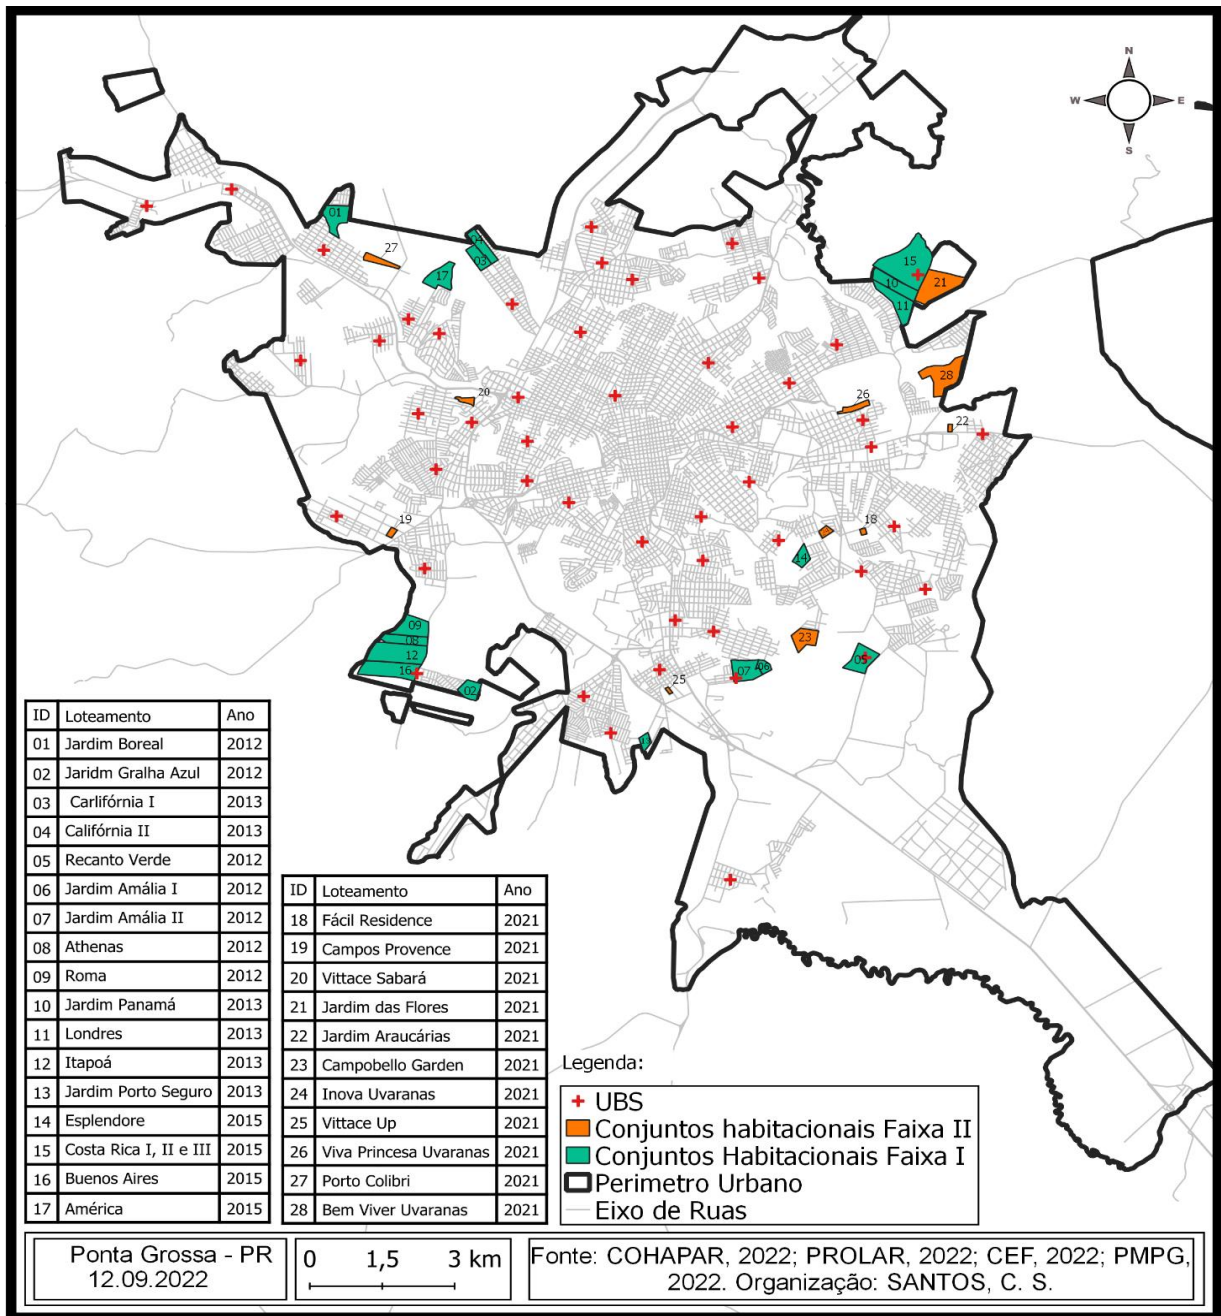 N
W E
S
01
27
04
03
17
15
10
21
11
28
20
26
22
19
18
14
09
08
12
16
02
23
05
07
06
25
13
ID Loteamento Ano
01 Jardim Boreal 2012
02 Jaridm Gralha Azul 2012
03 Carlifórnia I 2013
04 Califórnia II 2013
05 Recanto Verde 2012
06 Jardim Amália I 2012
07 Jardim Amália II 2012
08 Athenas 2012
09 Roma 2012
10 Jardim Panamá 2013
11 Londres 2013
12 Itapoá 2013
13 Jardim Porto Seguro 2013
14 Esplendore 2015
15 Costa Rica I, II e III 2015
16 Buenos Aires 2015
17 América 2015
ID Loteamento Ano
18 Fácil Residence 2021
19 Campos Provence 2021
20 Vittace Sabará 2021
21 Jardim das Flores 2021
22 Jardim Araucárias 2021
23 Campobello Garden 2021
24 Inova Uvaranas 2021
25 Vittace Up 2021
26 Viva Princesa Uvaranas 2021
27 Porto Colibri 2021
28 Bem Viver Uvaranas 2021
Legenda:
UBS
Conjuntos habitacionais Faixa II
Conjuntos Habitacionais Faixa I
Perimetro Urbano
Eixo de Ruas
Ponta Grossa - PR
12.09.2022
0 1,5 3 km
Fonte: COHAPAR, 2022; PROLAR, 2022; CEF, 2022; PMPG,
2022. Organização: SANTOS, C. S.